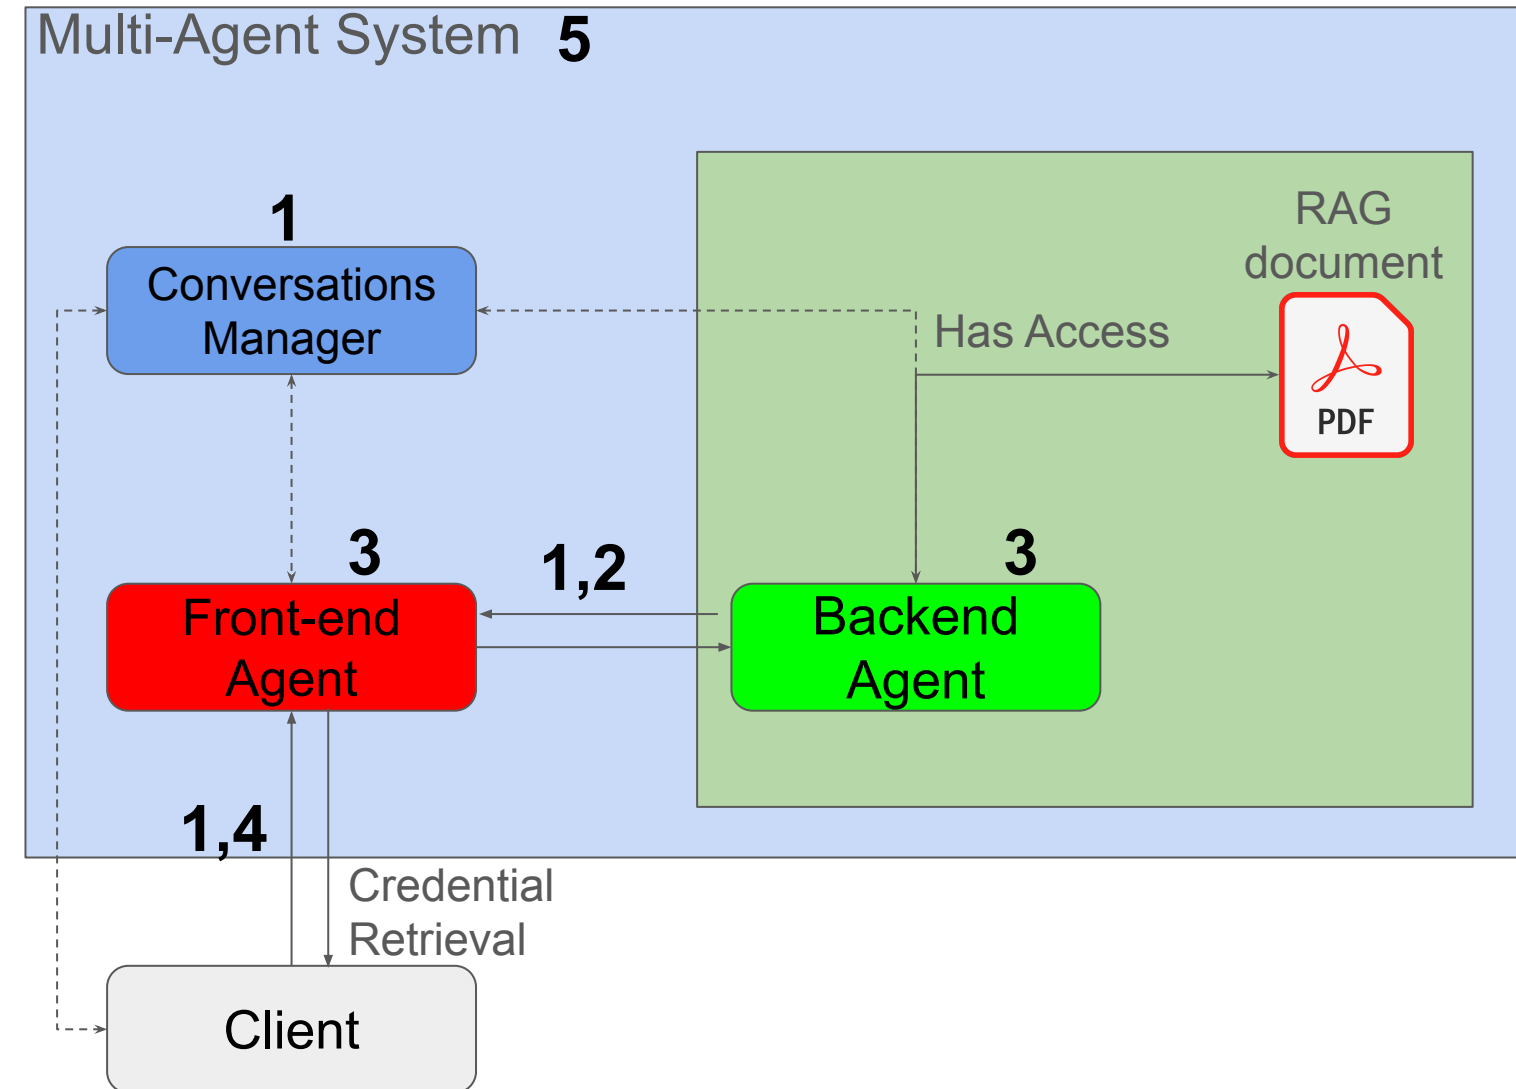 Multi-Agent System 5
1
Conversations
Manager
RAG
document
Has Access
PDF
3
Front-end
Agent
1,2
3
Backend
Agent
1,4
Credential
Retrieval
Client